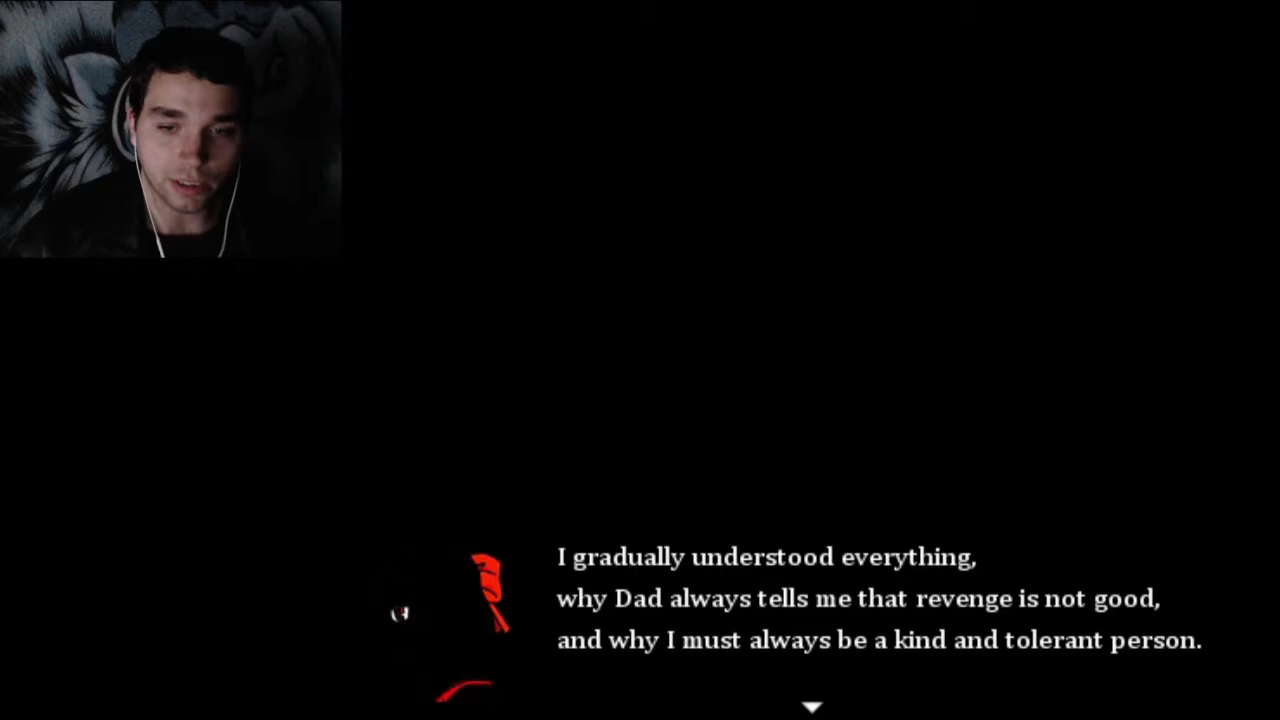 I gradually understood everything,
why Dad always tells me that revenge is not good,
and why I must always be a kind and tolerant person.